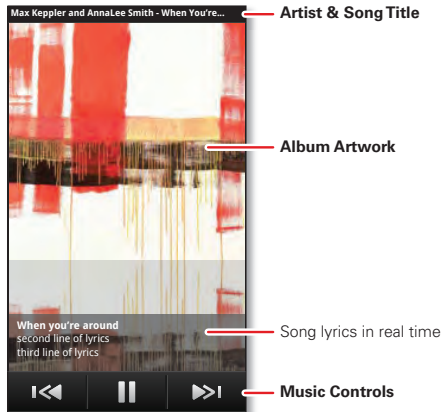 Max Keppler and AnnaLee Smith - When You're...
Artist & Song Title
Album Artwork
When you're around
second line of lyrics
third line of lyrics
Song lyrics in real time
Music Controls